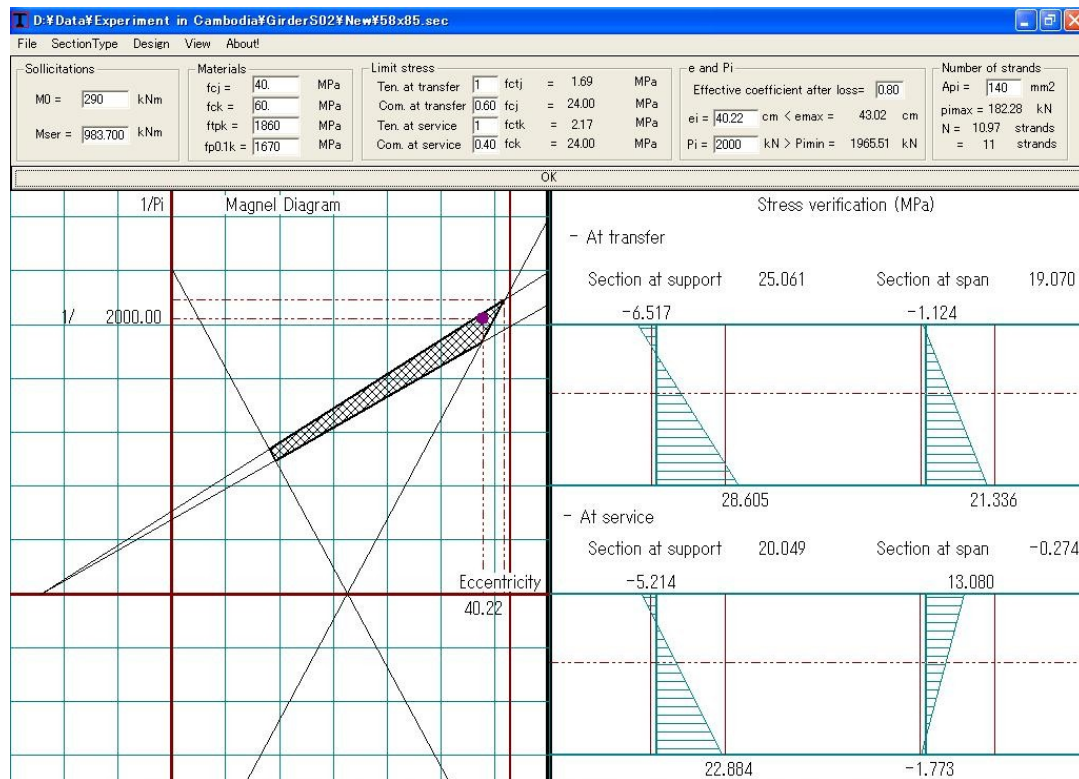 D:¥Data¥Experiment in Cambodia¥GirderS02¥New¥58x85.sec
File SectionType Design View About!
Sollicitations
M0 = 290 kNm
Mser = 983.700 kNm
Materials
fcj = 40. MPa
fck = 60. MPa
ftpk = 1860 MPa
fp0.1k = 1670 MPa
Limit stress
Ten. at transfer 1 fctj = 1.69 MPa
Com. at transfer 0.60 fcj = 24.00 MPa
Ten. at service 1 fctk = 2.17 MPa
Com. at service 0.40 fck = 24.00 MPa
e and Pi
Effective coefficient after loss= 0.80
ei = 40.22 cm < emax = 43.02 cm
Pi = 2000 kN > Pimin = 1965.51 kN
Number of strands
Api = 140 mm2
pimax = 182.28 kN
N = 10.97 strands
= 11 strands
OK
1/Pi Magnel Diagram
1/ 2000.00
Eccentricity
40.22
Stress verification (MPa)
- At transfer
Section at support 25.061 Section at span 19.070
-6.517 -1.124
28.605 21.336
- At service
Section at support 20.049 Section at span -0.274
-5.214 13.080
22.884 -1.773